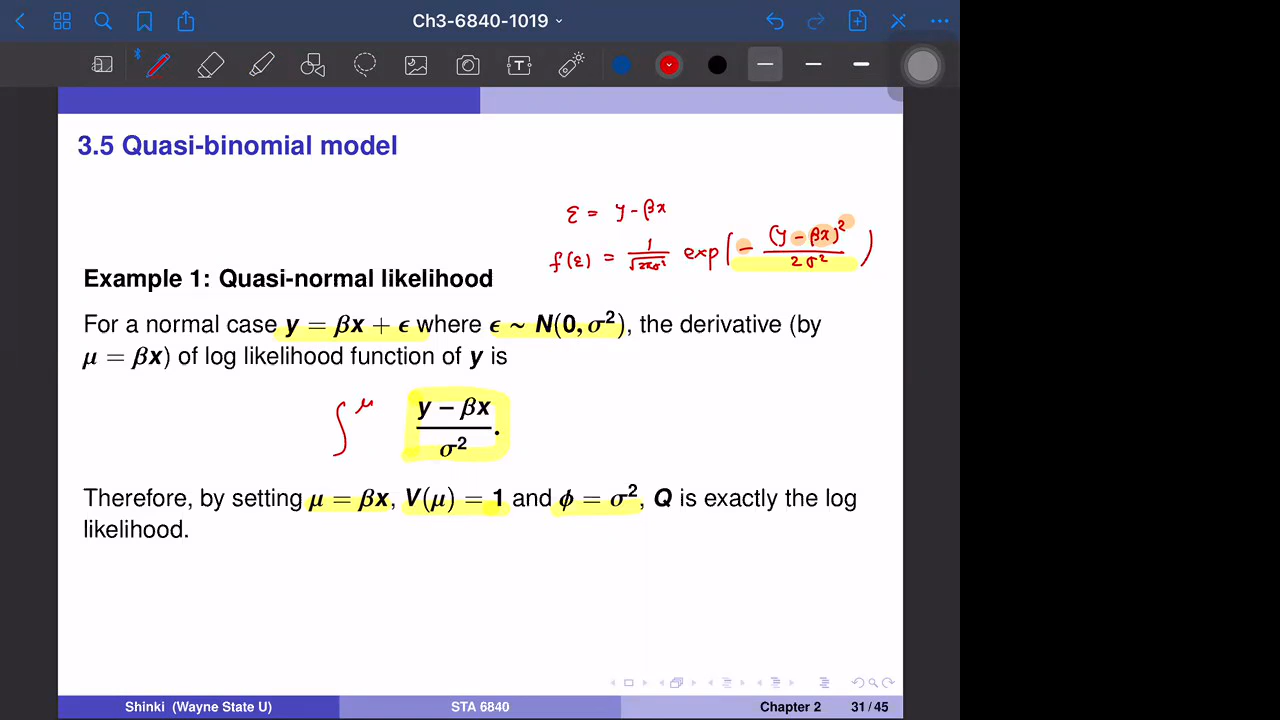 Ch3-6840-1019
3.5 Quasi-binomial model
ε = y - βx
f(ε) = 1/√2πσ² exp(- (y - βx)²/2σ²)
Example 1: Quasi-normal likelihood
For a normal case y = βx + ϵ where ϵ ~ N(0, σ²), the derivative (by
μ = βx) of log likelihood function of y is
∫^μ (y - βx)/σ².
Therefore, by setting μ = βx, V(μ) = 1 and ϕ = σ², Q is exactly the log
likelihood.
Shinki (Wayne State U) STA 6840 Chapter 2 31 / 45